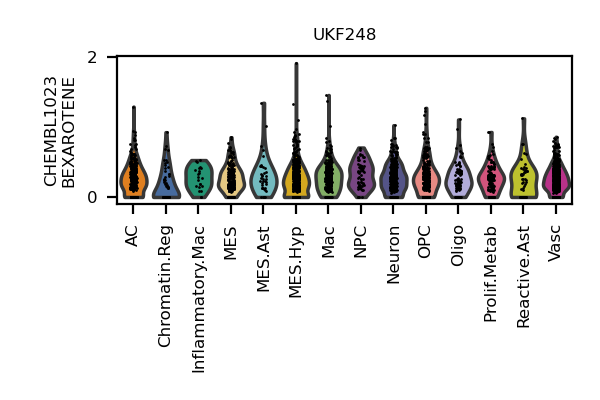 UKF248
CHEMBL1023
BEXAROTENE
2
0
AC
Chromatin.Reg
Inflammatory.Mac
MES
MES.Ast
MES.Hyp
Mac
NPC
Neuron
OPC
Oligo
Prolif.Metab
Reactive.Ast
Vasc